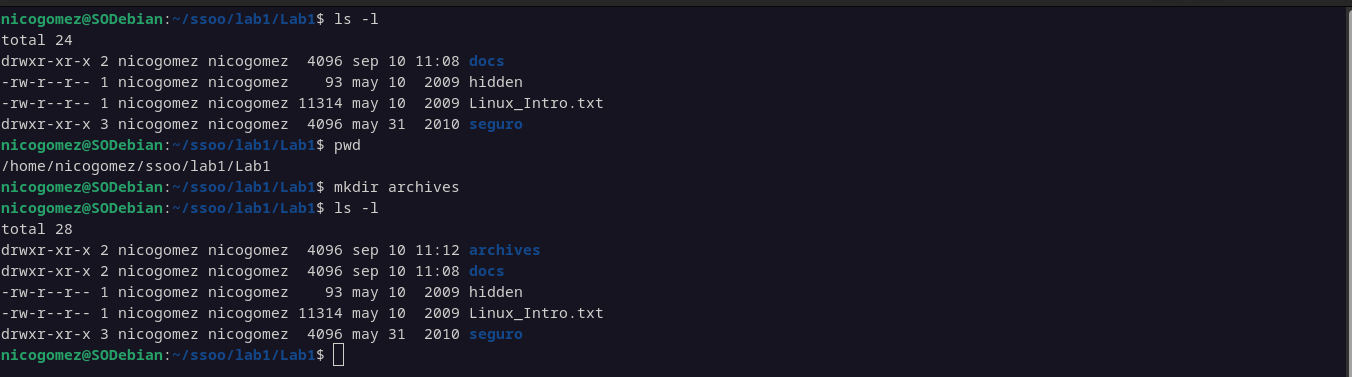 nicogomez@SODebian:~/ssoo/lab1/Lab1$ ls -l
total 24
drwxr-xr-x 2 nicogomez nicogomez  4096 sep 10 11:08 docs
-rw-r--r-- 1 nicogomez nicogomez    93 may 10  2009 hidden
-rw-r--r-- 1 nicogomez nicogomez 11314 may 10  2009 Linux_Intro.txt
drwxr-xr-x 3 nicogomez nicogomez  4096 may 31  2010 seguro
nicogomez@SODebian:~/ssoo/lab1/Lab1$ pwd
/home/nicogomez/ssoo/lab1/Lab1
nicogomez@SODebian:~/ssoo/lab1/Lab1$ mkdir archives
nicogomez@SODebian:~/ssoo/lab1/Lab1$ ls -l
total 28
drwxr-xr-x 2 nicogomez nicogomez  4096 sep 10 11:12 archives
drwxr-xr-x 2 nicogomez nicogomez  4096 sep 10 11:08 docs
-rw-r--r-- 1 nicogomez nicogomez    93 may 10  2009 hidden
-rw-r--r-- 1 nicogomez nicogomez 11314 may 10  2009 Linux_Intro.txt
drwxr-xr-x 3 nicogomez nicogomez  4096 may 31  2010 seguro
nicogomez@SODebian:~/ssoo/lab1/Lab1$